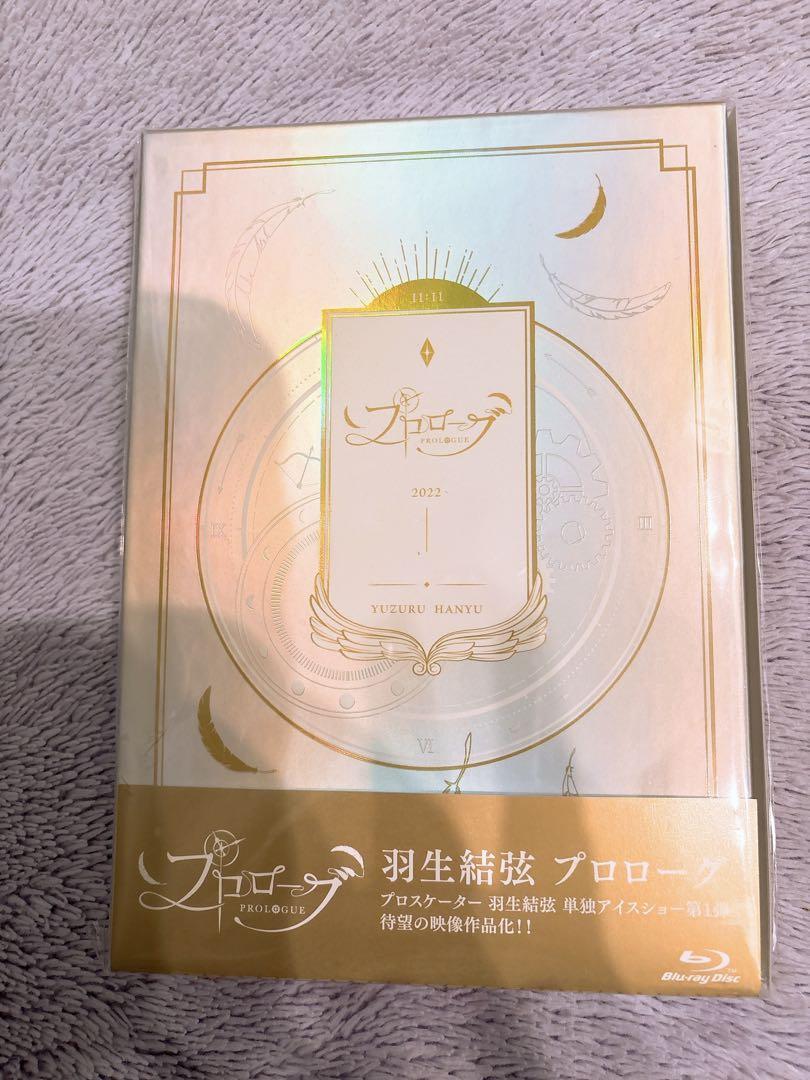 11:11
プロローグ
PROLOGUE
2022
YUZURU HANYU
III
VI
IX
プロローグ
PROLOGUE
羽生結弦 プロローグ
プロスケーター 羽生結弦 単独アイスショー第1弾
待望の映像作品化!!
Blu-ray Disc™